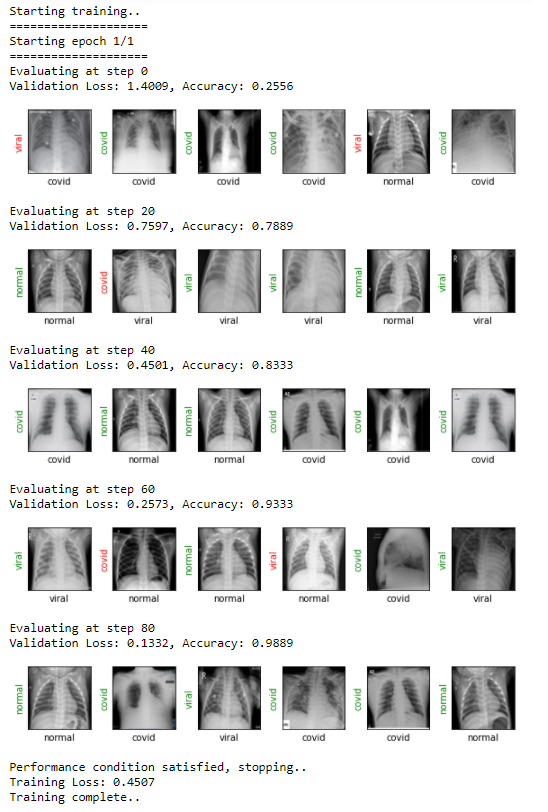 Starting training..
====================
Starting epoch 1/1
====================
Evaluating at step 0
Validation Loss: 1.4009, Accuracy: 0.2556
viral covid covid covid viral covid
covid covid covid covid normal covid
Evaluating at step 20
Validation Loss: 0.7597, Accuracy: 0.7889
normal covid viral viral normal viral
normal viral viral viral normal viral
Evaluating at step 40
Validation Loss: 0.4501, Accuracy: 0.8333
covid normal normal covid covid covid
covid normal normal covid covid covid
Evaluating at step 60
Validation Loss: 0.2573, Accuracy: 0.9333
viral covid normal viral covid viral
viral normal normal normal covid viral
Evaluating at step 80
Validation Loss: 0.1332, Accuracy: 0.9889
normal covid viral covid covid normal
normal covid viral covid covid normal
Performance condition satisfied, stopping..
Training Loss: 0.4507
Training complete..